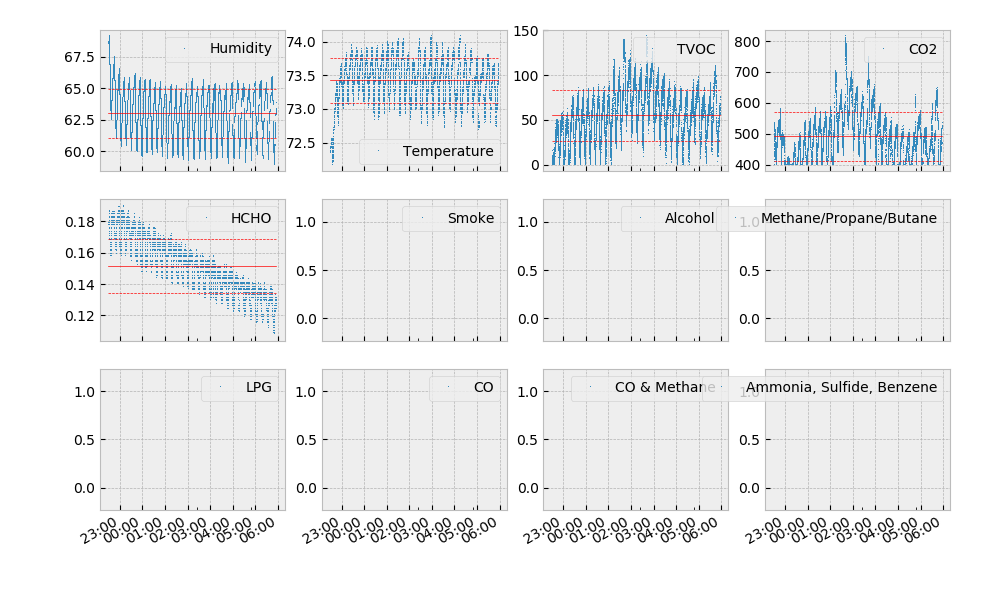 Humidity
67.5
65.0
62.5
60.0
Temperature
74.0
73.5
73.0
72.5
TVOC
150
100
50
0
CO2
800
700
600
500
400
HCHO
0.18
0.16
0.14
0.12
Smoke
1.0
0.5
0.0
Alcohol
1.0
0.5
0.0
Methane/Propane/Butane
1.0
0.5
0.0
LPG
1.0
0.5
0.0
CO
1.0
0.5
0.0
CO & Methane
1.0
0.5
0.0
Ammonia, Sulfide, Benzene
1.0
0.5
0.0
23:00 00:00 01:00 02:00 03:00 04:00 05:00 06:00
23:00 00:00 01:00 02:00 03:00 04:00 05:00 06:00
23:00 00:00 01:00 02:00 03:00 04:00 05:00 06:00
23:00 00:00 01:00 02:00 03:00 04:00 05:00 06:00